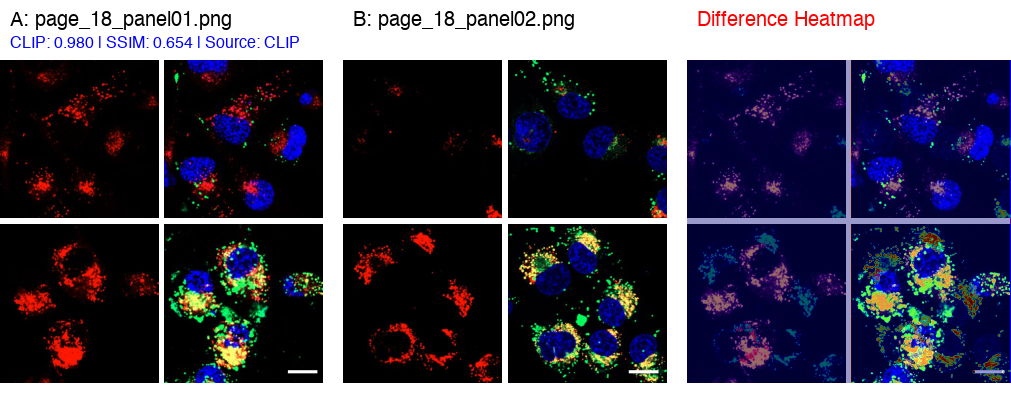 A: page_18_panel01.png
CLIP: 0.980 | SSIM: 0.654 | Source: CLIP
B: page_18_panel02.png
Difference Heatmap